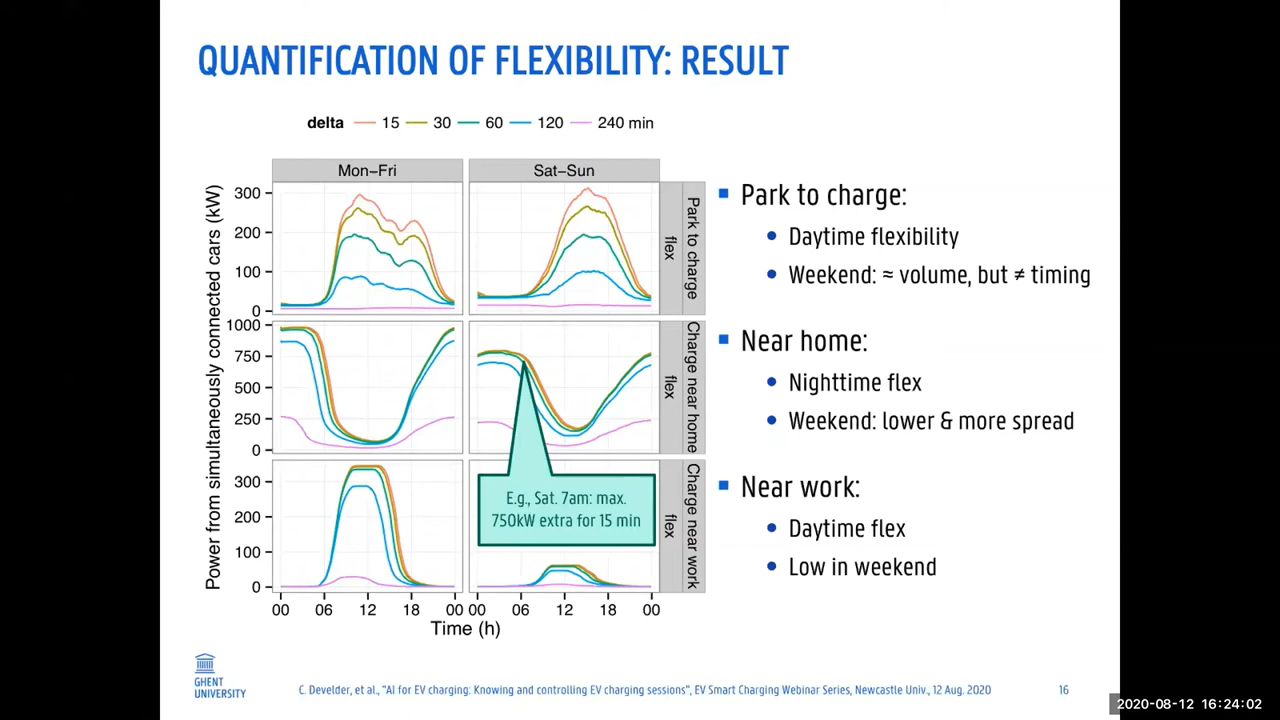 QUANTIFICATION OF FLEXIBILITY: RESULT
delta 15 30 60 120 240 min
Mon–Fri
Sat–Sun
Power from simultaneously connected cars (kW)
300
200
100
0
flex
Park to charge
1000
750
500
250
0
flex
Charge near home
300
200
100
0
flex
Charge near work
E.g., Sat. 7am: max.
750kW extra for 15 min
00 06 12 18 00 00 06 12 18 00
Time (h)
Park to charge:
Daytime flexibility
Weekend: ≈ volume, but ≠ timing
Near home:
Nighttime flex
Weekend: lower & more spread
Near work:
Daytime flex
Low in weekend
GHENT
UNIVERSITY
C. Develder, et al., "AI for EV charging: Knowing and controlling EV charging sessions", EV Smart Charging Webinar Series, Newcastle Univ., 12 Aug. 2020
16
2020-08-12 16:24:02